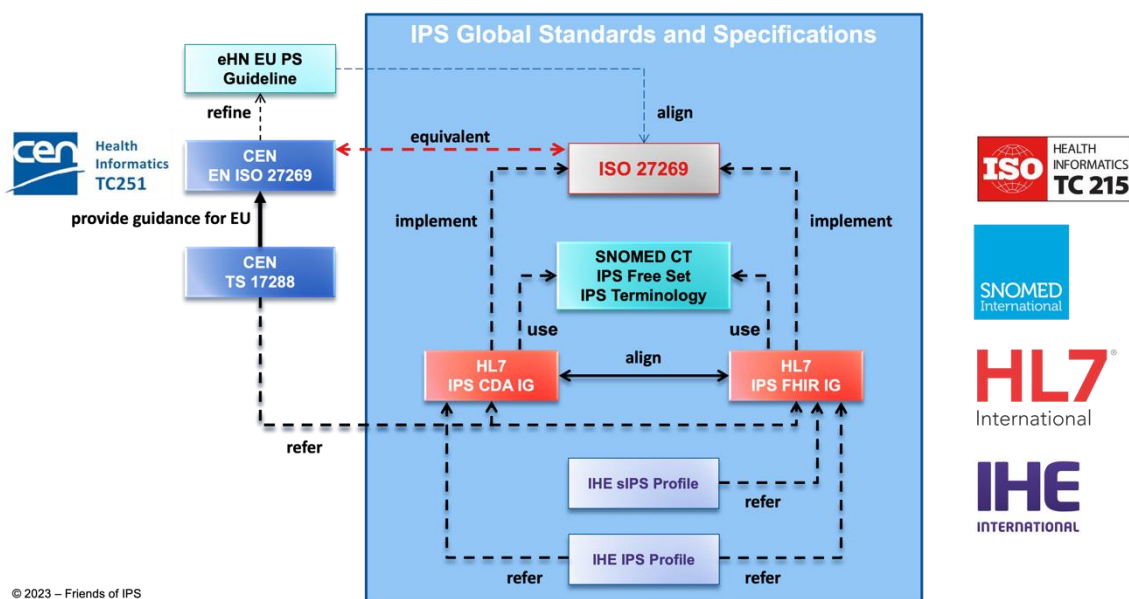 IPS Global Standards and Specifications
eHN EU PS
Guideline
refine
align
equivalent
cen
Health
Informatics
TC251
CEN
EN ISO 27269
ISO 27269
provide guidance for EU
implement
implement
CEN
TS 17288
SNOMED CT
IPS Free Set
IPS Terminology
use
use
HL7
IPS CDA IG
align
HL7
IPS FHIR IG
refer
IHE sIPS Profile
refer
IHE IPS Profile
refer
refer
ISO
HEALTH
INFORMATICS
TC 215
SNOMED
International
HL7
®
International
IHE
INTERNATIONAL
© 2023 – Friends of IPS